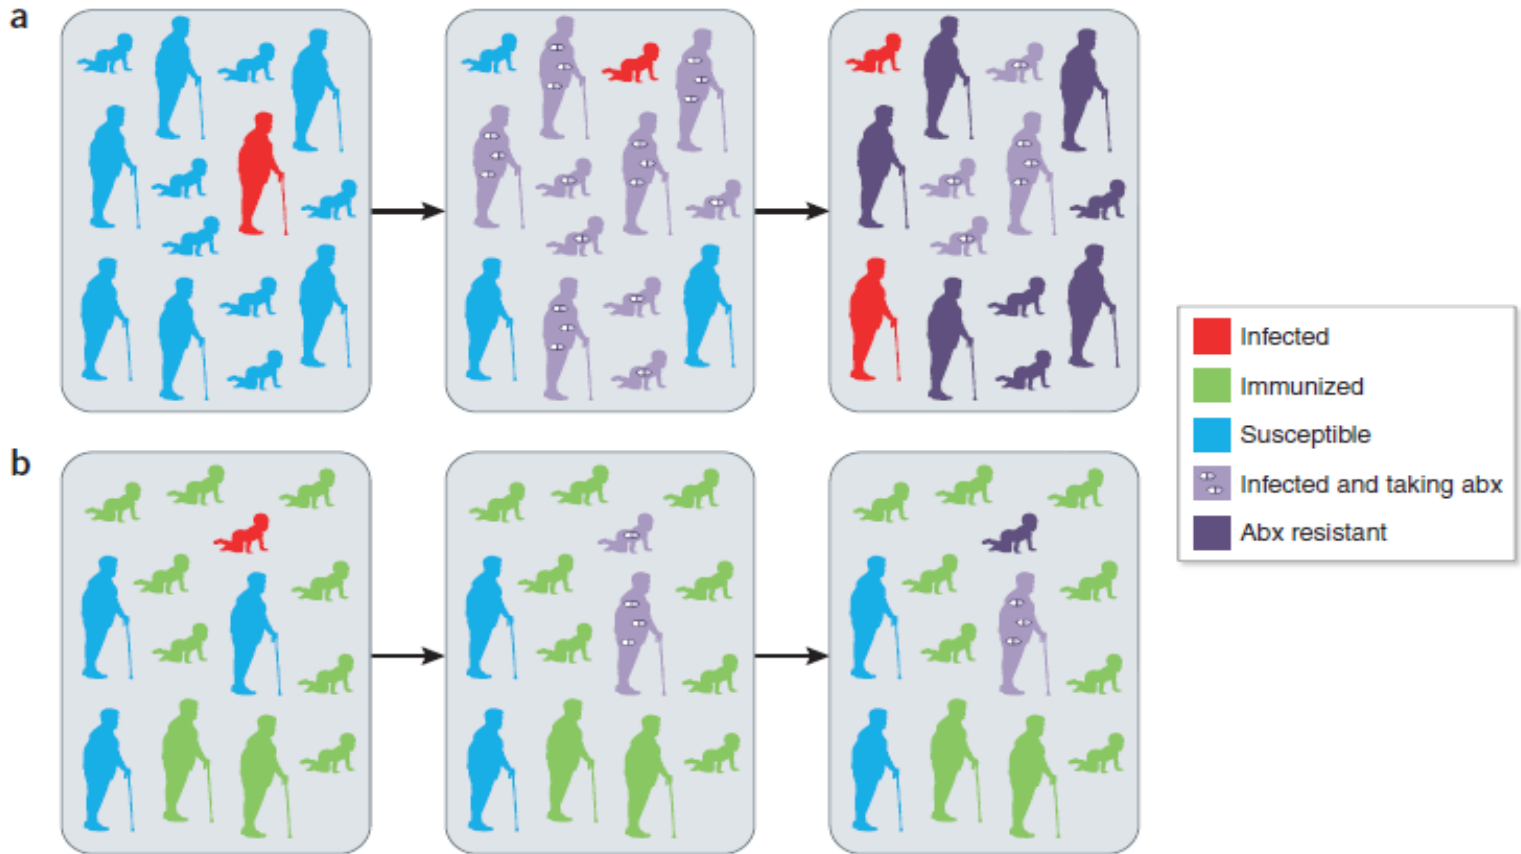 a
b
Infected
Immunized
Susceptible
Infected and taking abx
Abx resistant